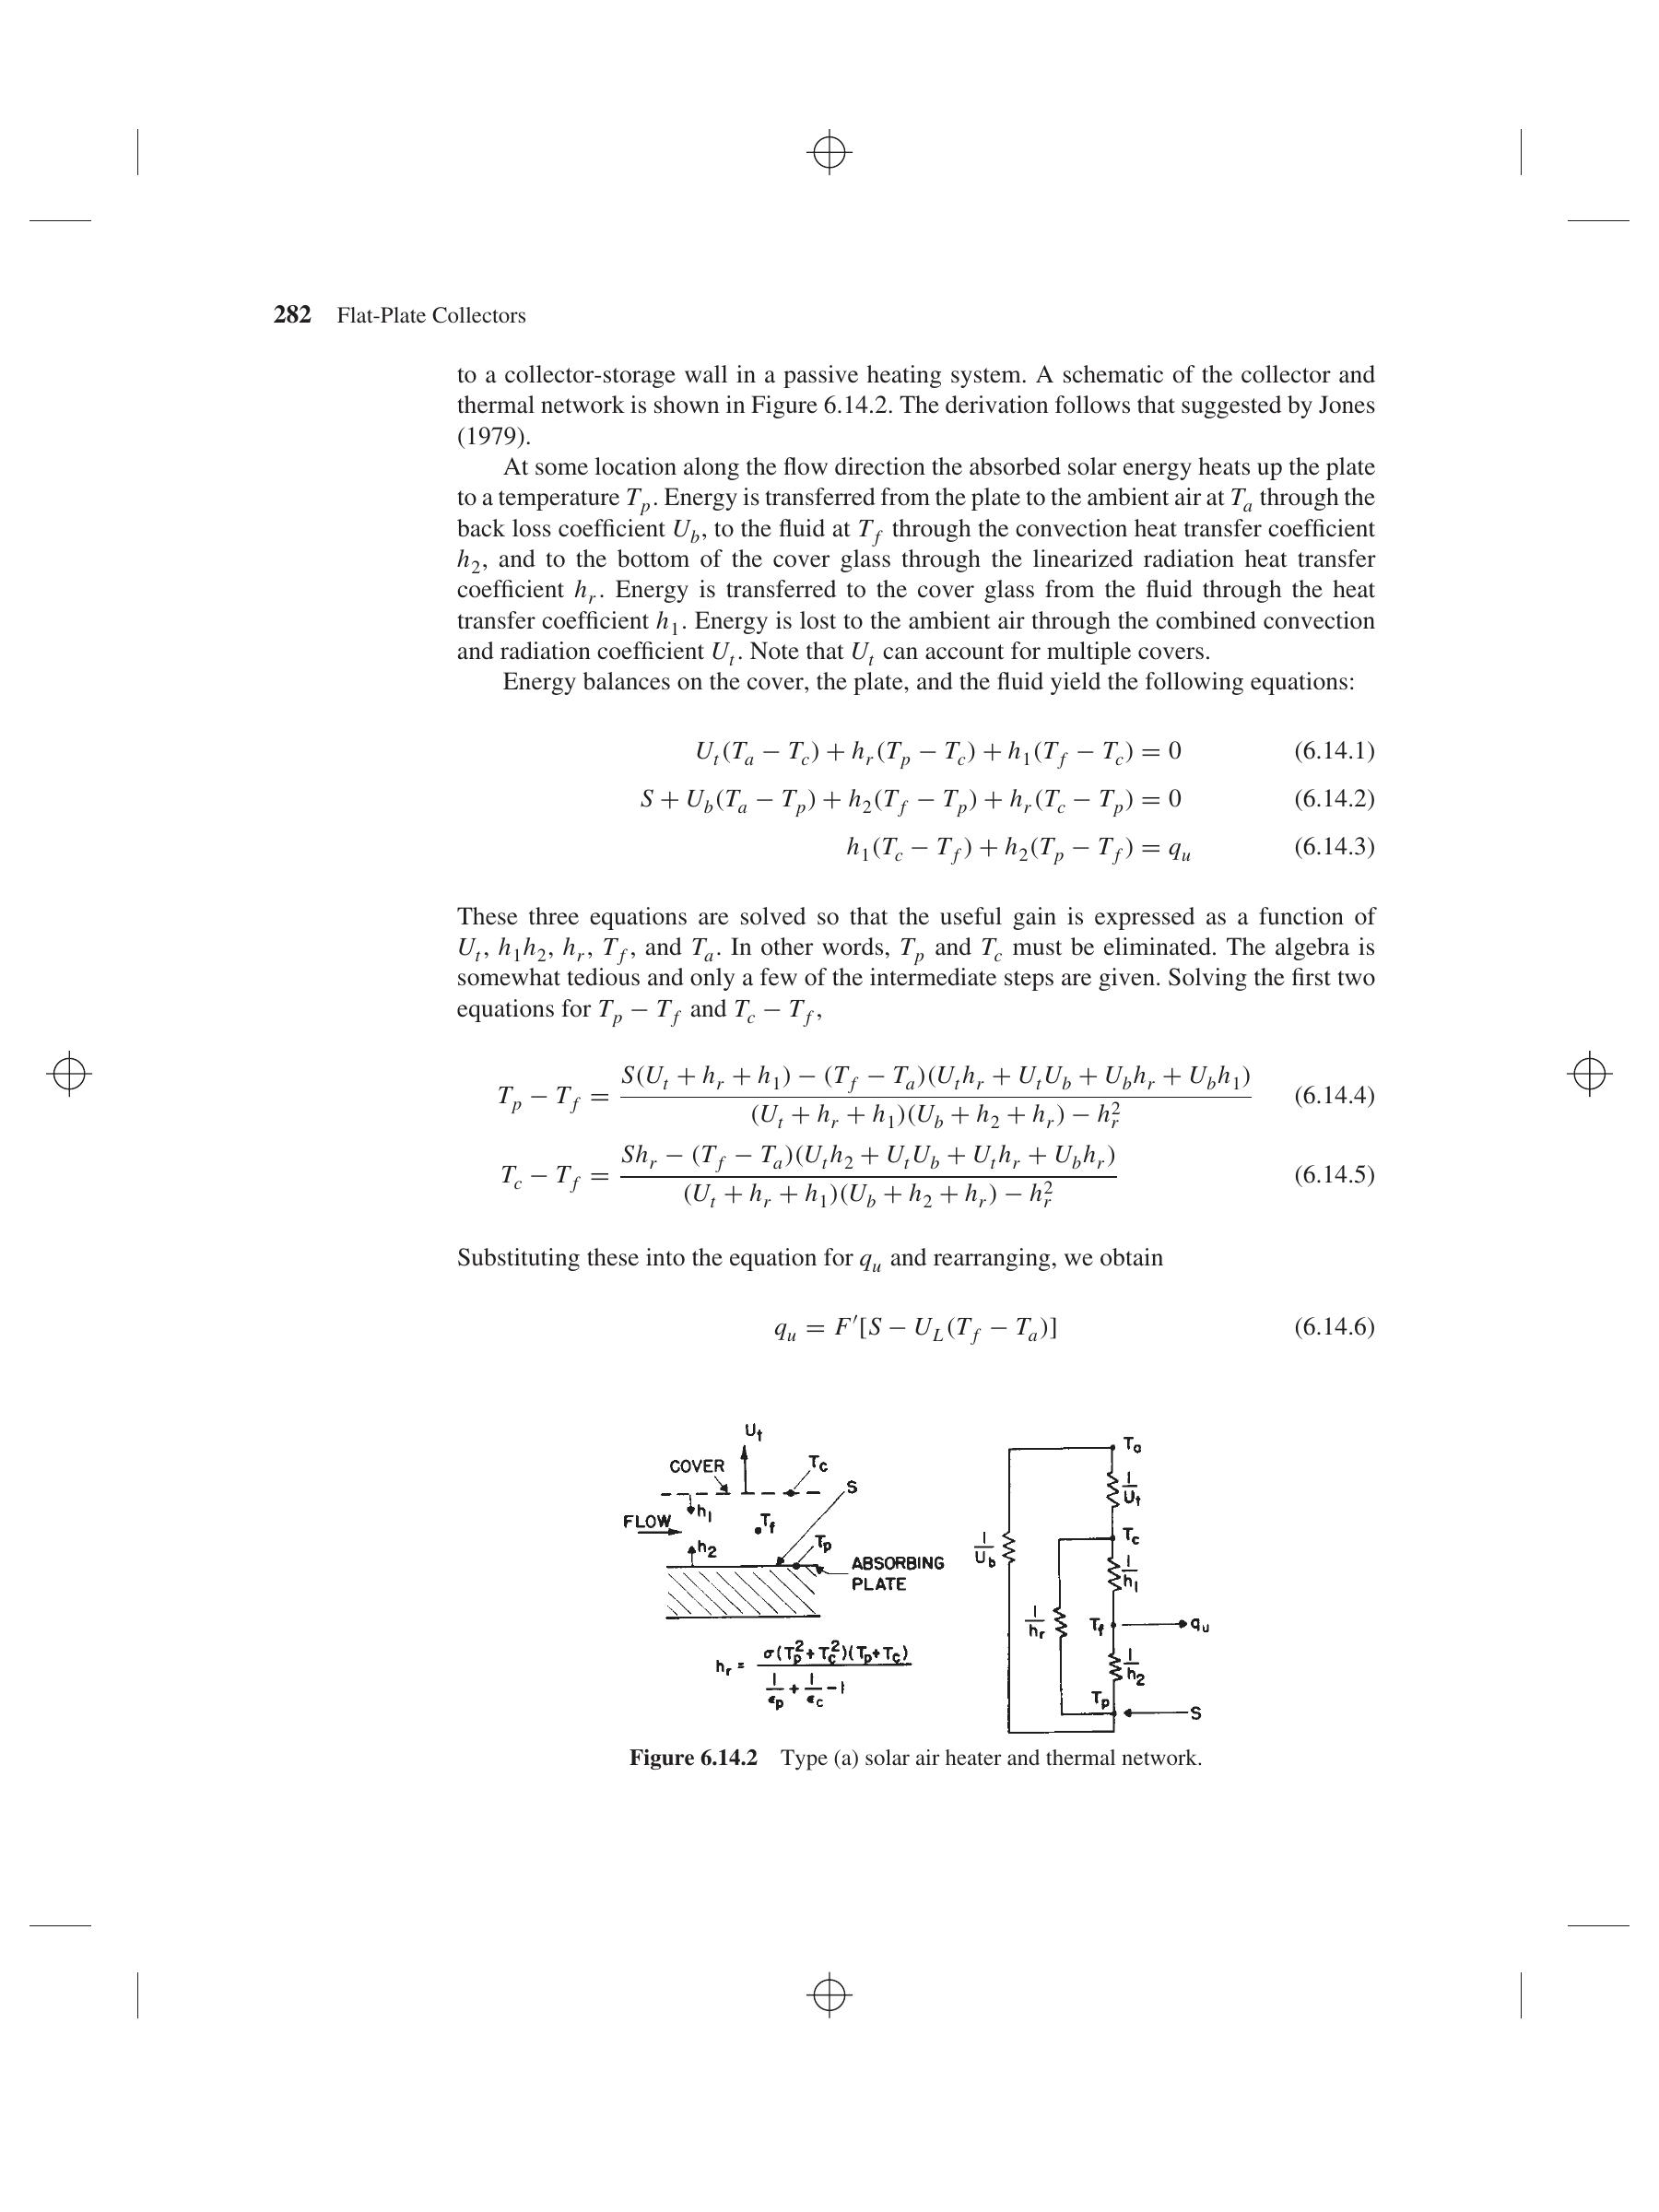 282 Flat-Plate Collectors
to a collector-storage wall in a passive heating system. A schematic of the collector and
thermal network is shown in Figure 6.14.2. The derivation follows that suggested by Jones
(1979).
At some location along the flow direction the absorbed solar energy heats up the plate
to a temperature T_p. Energy is transferred from the plate to the ambient air at T_a through the
back loss coefficient U_b, to the fluid at T_f through the convection heat transfer coefficient
h_2, and to the bottom of the cover glass through the linearized radiation heat transfer
coefficient h_r. Energy is transferred to the cover glass from the fluid through the heat
transfer coefficient h_1. Energy is lost to the ambient air through the combined convection
and radiation coefficient U_t. Note that U_t can account for multiple covers.
Energy balances on the cover, the plate, and the fluid yield the following equations:
U_t(T_a − T_c) + h_r(T_p − T_c) + h_1(T_f − T_c) = 0 (6.14.1)
S + U_b(T_a − T_p) + h_2(T_f − T_p) + h_r(T_c − T_p) = 0 (6.14.2)
h_1(T_c − T_f) + h_2(T_p − T_f) = q_u (6.14.3)
These three equations are solved so that the useful gain is expressed as a function of
U_t, h_1h_2, h_r, T_f, and T_a. In other words, T_p and T_c must be eliminated. The algebra is
somewhat tedious and only a few of the intermediate steps are given. Solving the first two
equations for T_p − T_f and T_c − T_f,
T_p − T_f = \frac{S(U_t + h_r + h_1) − (T_f − T_a)(U_th_r + U_tU_b + U_bh_r + U_bh_1)}{(U_t + h_r + h_1)(U_b + h_2 + h_r) − h_r^2} (6.14.4)
T_c − T_f = \frac{Sh_r − (T_f − T_a)(U_th_2 + U_tU_b + U_th_r + U_bh_r)}{(U_t + h_r + h_1)(U_b + h_2 + h_r) − h_r^2} (6.14.5)
Substituting these into the equation for q_u and rearranging, we obtain
q_u = F′[S − U_L(T_f − T_a)] (6.14.6)
U_t
COVER
T_c
S
h_1
FLOW
T_f
h_2
T_p
ABSORBING
PLATE
h_r = \frac{σ(T_p^2 + T_c^2)(T_p + T_c)}{\frac{1}{ε_p} + \frac{1}{ε_c} − 1}
T_a
\frac{1}{U_t}
T_c
\frac{1}{U_b}
\frac{1}{h_1}
\frac{1}{h_r}
T_f
q_u
\frac{1}{h_2}
T_p
S
Figure 6.14.2 Type (a) solar air heater and thermal network.